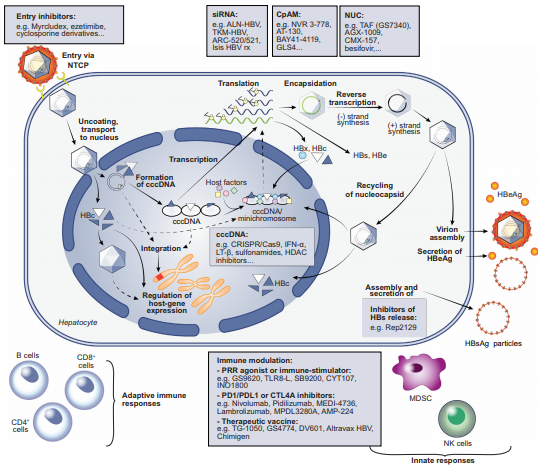 Entry inhibitors:
e.g. Myrcludex, ezetimibe,
cyclosporine derivatives...
siRNA:
e.g. ALN-HBV,
TKM-HBV,
ARC-520/521,
Isis HBV rx
CpAM:
e.g. NVR 3-778,
AT-130,
BAY41-4119,
GLS4...
NUC:
e.g. TAF (GS7340),
AGX-1009,
CMX-157,
besifovir,...
Entry via
NTCP
Translation
Encapsidation
Reverse
transcription
(-) strand
synthesis
(+) strand
synthesis
Uncoating,
transport
to nucleus
Transcription
HBx, HBc
HBs, HBe
Formation
of cccDNA
Host factors
cccDNA
cccDNA/
minichromosome
Recycling
of nucleocapsid
HBc
HBeAg
Virion
assembly
Secretion of
HBeAg
Integration
cccDNA:
e.g. CRISPR/Cas9, IFN-α,
LT-β, sulfonamides, HDAC
inhibitors...
HBc
Regulation of
host-gene
expression
Assembly and
secretion of
Inhibitors of
HBs release:
e.g. Rep2129
Hepatocyte
HBsAg particles
B cells
CD8+
cells
CD4+
cells
Adaptive immune
responses
Immune modulation:
- PRR agonist or immune-stimulator:
e.g. GS9620, TLR8-L, SB9200, CYT107,
INO1800
- PD1/PDL1 or CTL4A inhibitors:
e.g. Nivolumab, Pidilizumab, MEDI-4736,
Lambrolizumab, MPDL3280A, AMP-224
- Therapeutic vaccine:
e.g. TG-1050, GS4774, DV601, Altravax HBV,
Chimigen
MDSC
NK cells
Innate responses